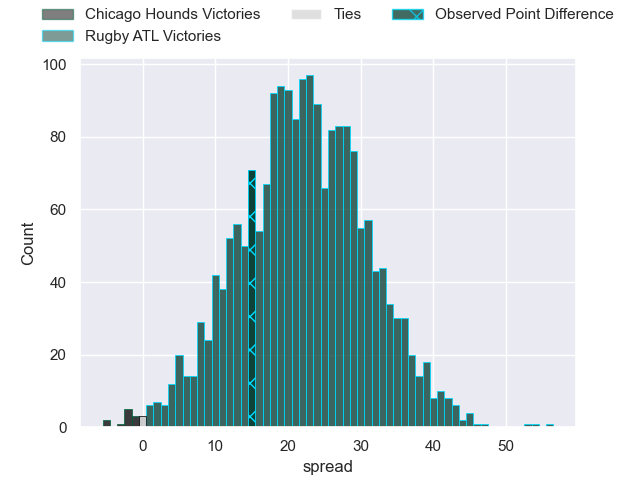 Chicago Hounds Victories
Ties
Observed Point Difference
Rugby ATL Victories
100
80
60
40
20
0
Count
0
10
20
30
40
50
spread